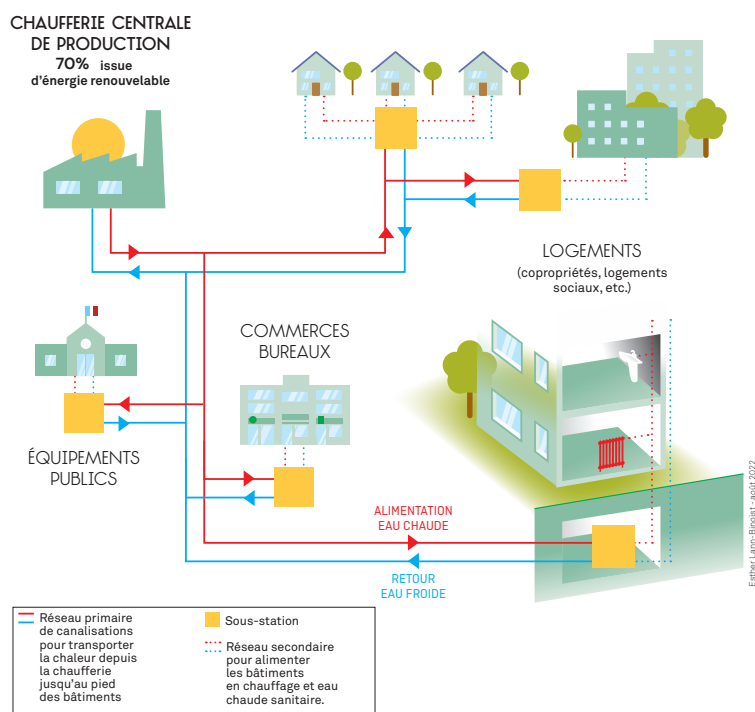 CHAUFFERIE CENTRALE
DE PRODUCTION
70% issue
d'énergie renouvelable
LOGEMENTS
(copropriétés, logements
sociaux, etc.)
COMMERCES
BUREAUX
ÉQUIPEMENTS
PUBLICS
ALIMENTATION
EAU CHAUDE
RETOUR
EAU FROIDE
Esther Lann-Binoist - août 2022
Réseau primaire
de canalisations
pour transporter
la chaleur depuis
la chaufferie
jusqu'au pied
des bâtiments
Sous-station
Réseau secondaire
pour alimenter
les bâtiments
en chauffage et eau
chaude sanitaire.